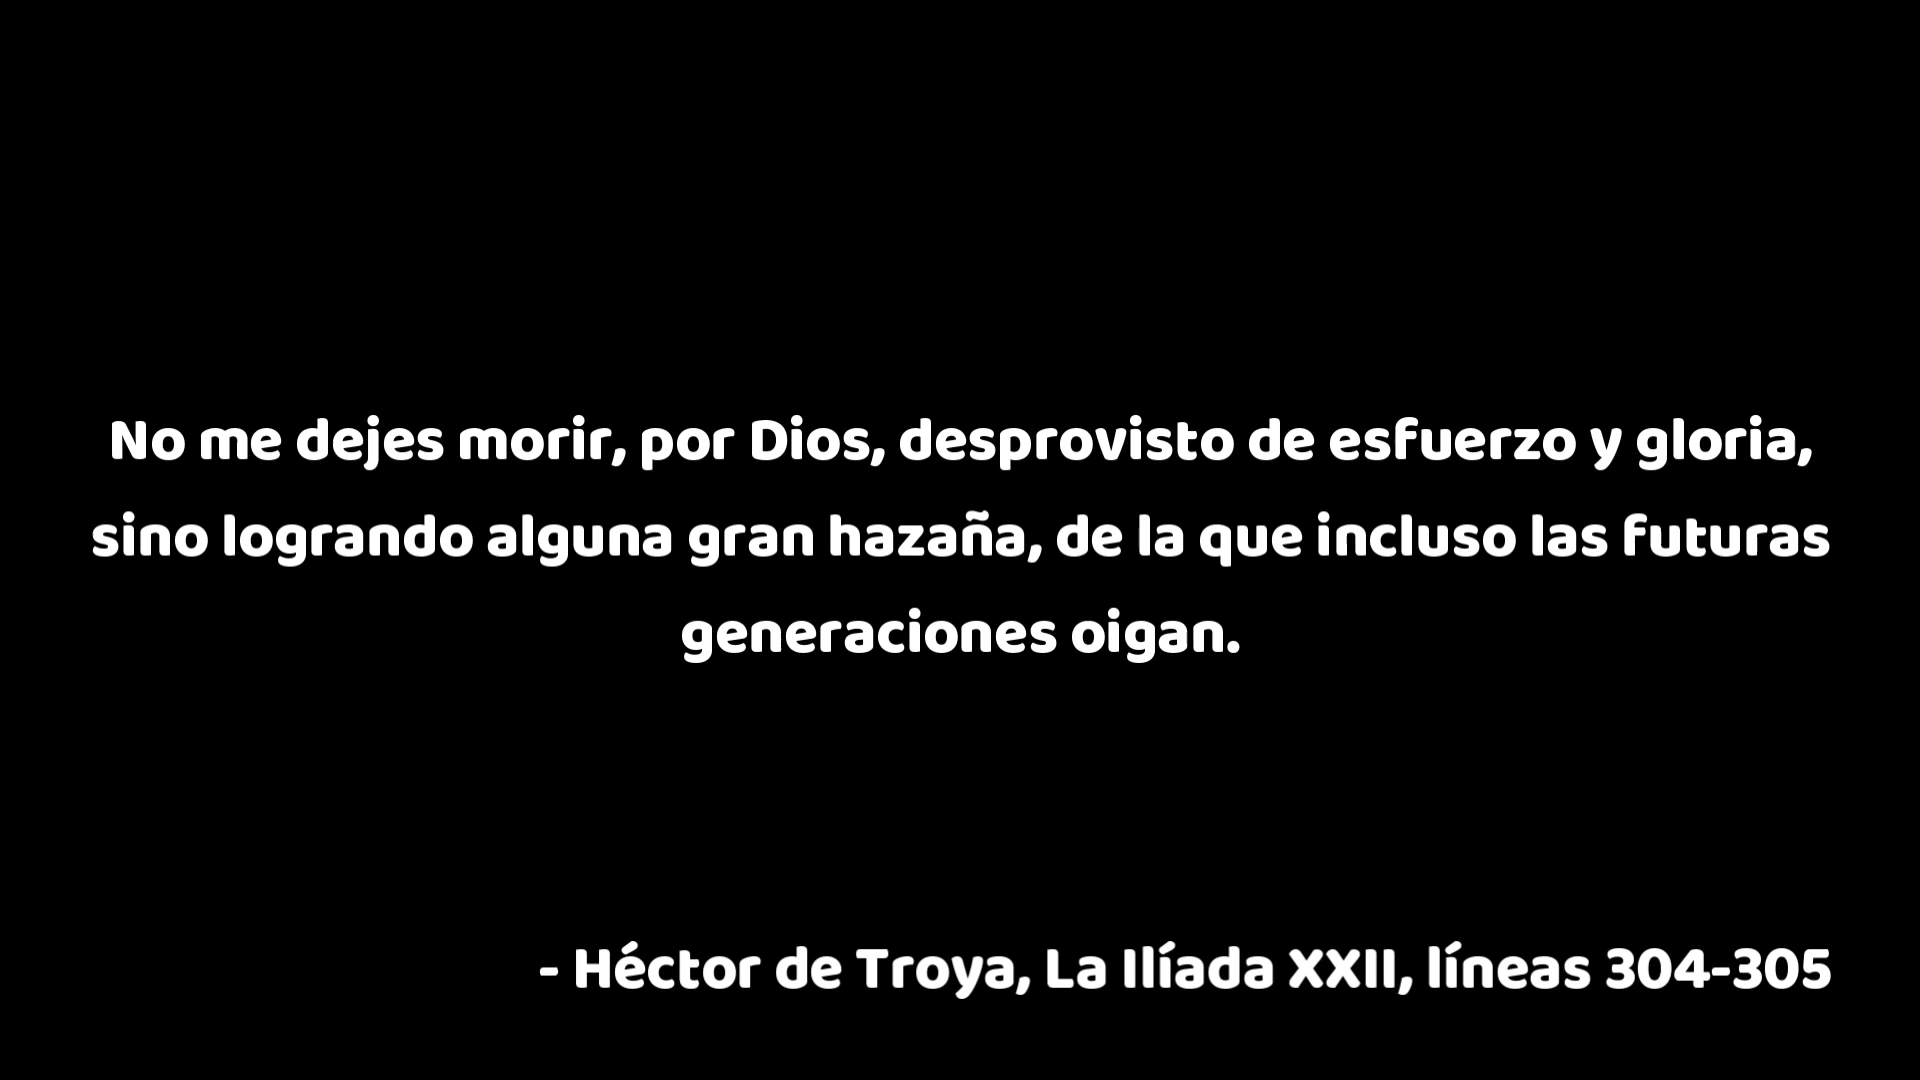 No me dejes morir, por Dios, desprovisto de esfuerzo y gloria,
sino logrando alguna gran hazaña, de la que incluso las futuras
generaciones oigan.
- Héctor de Troya, La Ilíada XXII, líneas 304-305